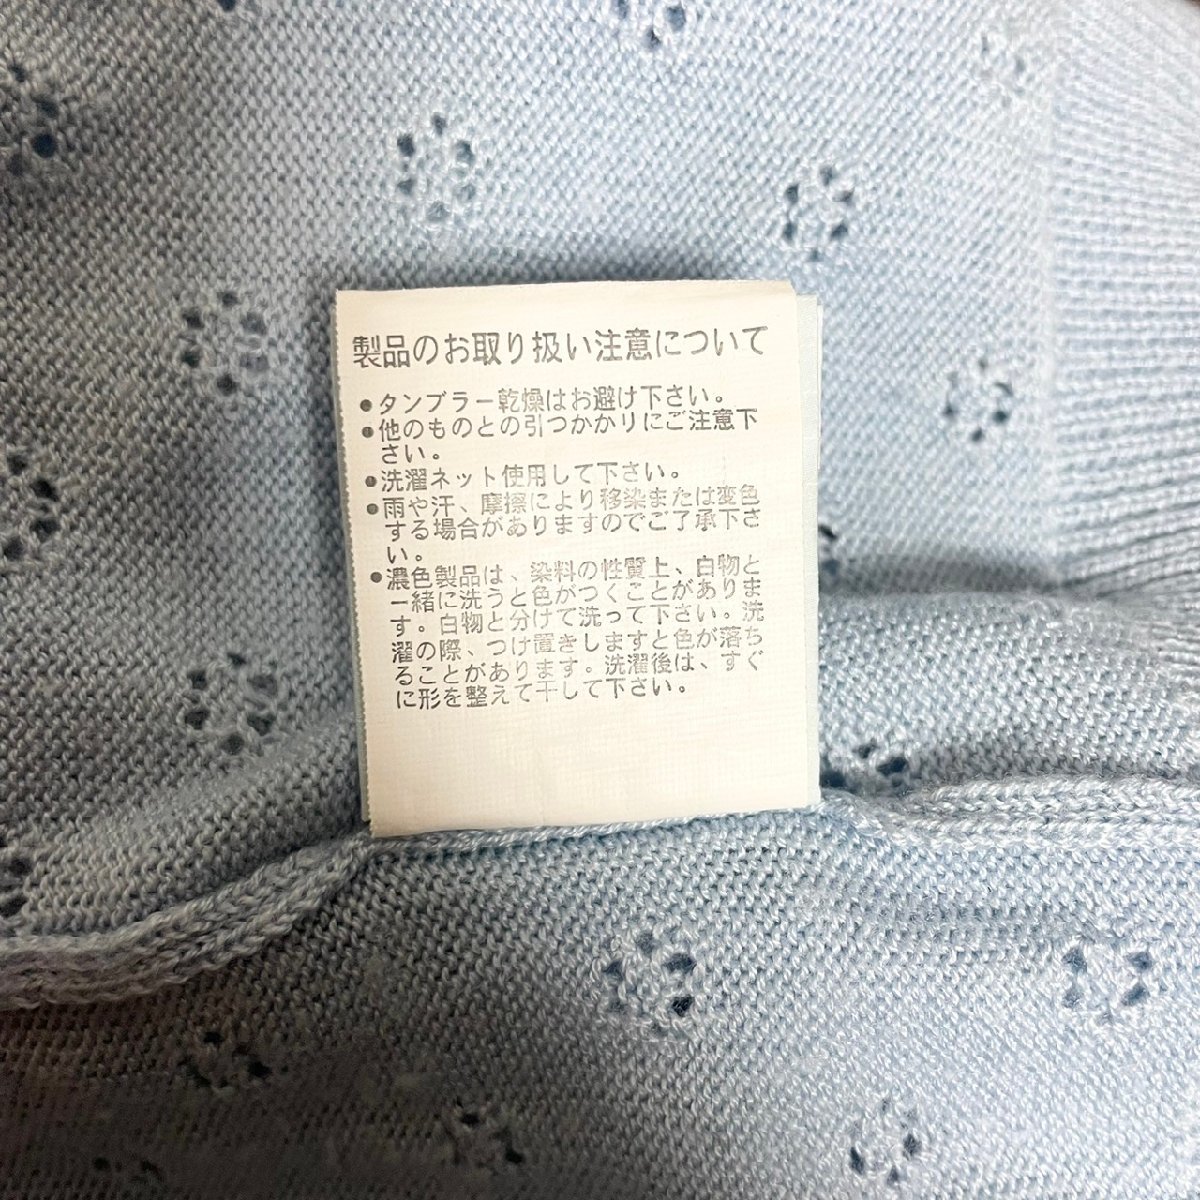 製品のお取り扱い注意について
●タンブラー乾燥はお避け下さい。
●他のものとの引つかかりにご注意下
さい。
●洗濯ネット使用して下さい。
●雨や汗、摩擦により移染または変色
する場合がありますのでご了承下さ
い。
●濃色製品は、染料の性質上、白物と
一緒に洗うと色がつくことがありま
す。白物と分けて洗って下さい。洗
濯の際、つけ置きしますと色が落ち
ることがあります。洗濯後は、すぐ
に形を整えて干して下さい。